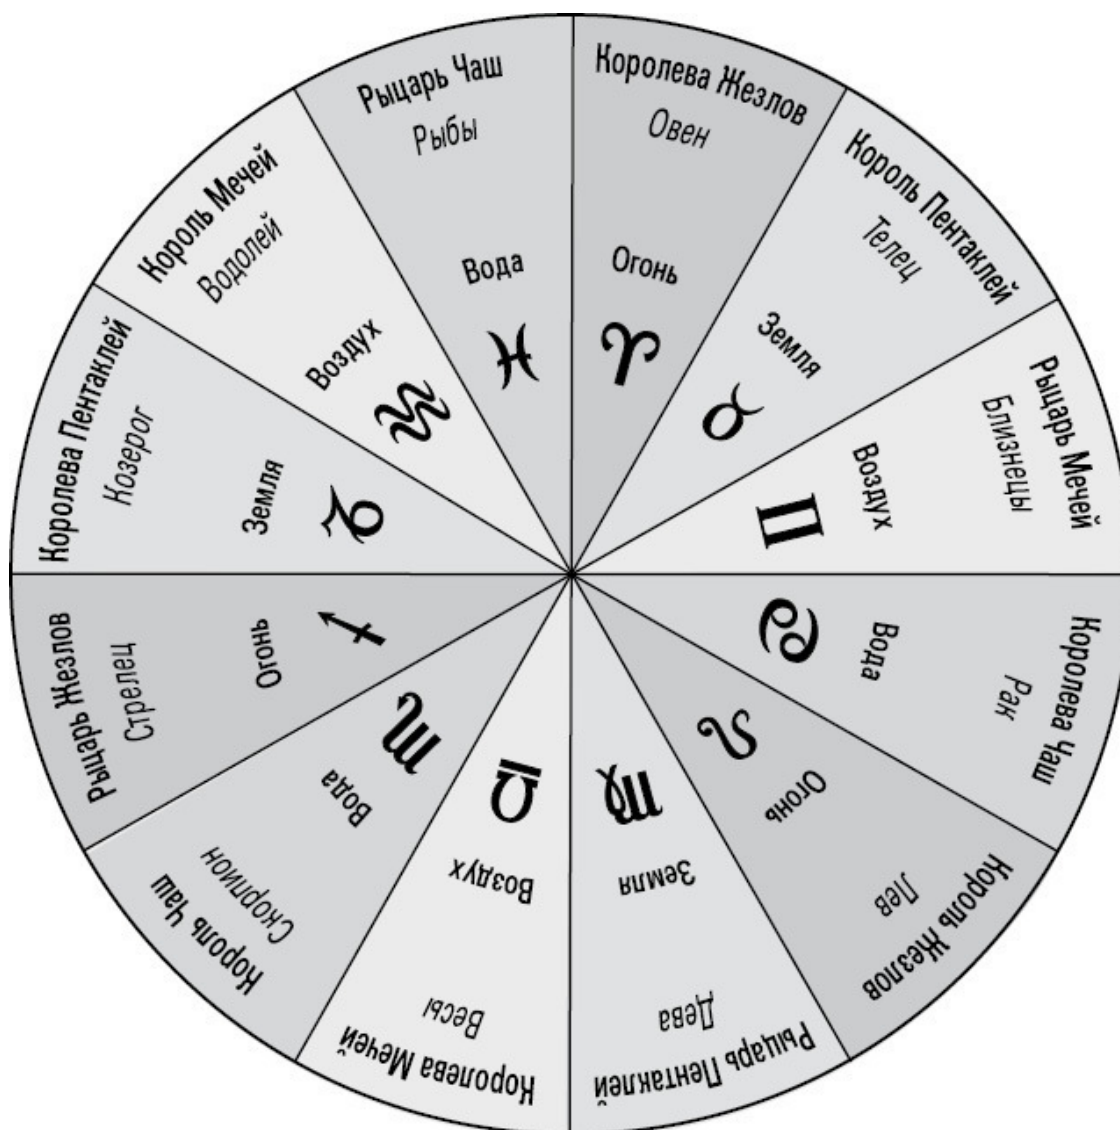 Королева Жезлов
Овен
Огонь
Король Пентаклей
Телец
Земля
Рыцарь Мечей
Близнецы
Воздух
Королева Чаш
Рак
Вода
Король Жезлов
Лев
Огонь
Рыцарь Пентаклей
Дева
Земля
Королева Мечей
Весы
Воздух
Король Чаш
Скорпион
Вода
Рыцарь Жезлов
Стрелец
Огонь
Королева Пентаклей
Козерог
Земля
Король Мечей
Водолей
Воздух
Рыцарь Чаш
Рыбы
Вода